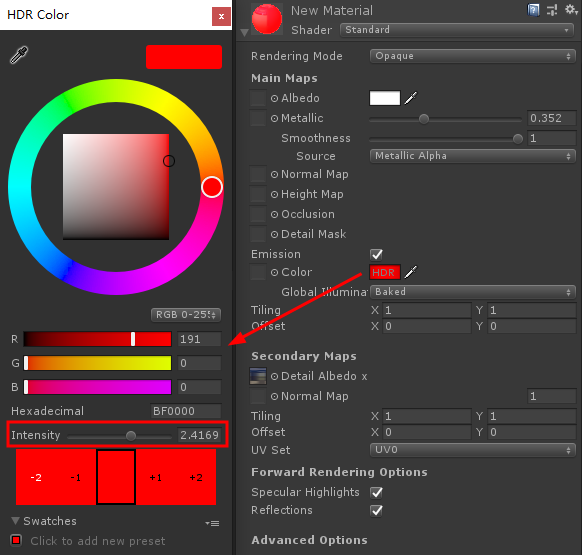 HDR Color
x
RGB 0-255
R 191
G 0
B 0
Hexadecimal BF0000
Intensity 2.4169
-2 -1 +1 +2
Swatches
Click to add new preset
New Material
Shader Standard
Rendering Mode Opaque
Main Maps
Albedo
Metallic 0.352
Smoothness 1
Source Metallic Alpha
Normal Map
Height Map
Occlusion
Detail Mask
Emission
Color HDR
Global Illuminat Baked
Tiling X 1 Y 1
Offset X 0 Y 0
Secondary Maps
Detail Albedo x
Normal Map 1
Tiling X 1 Y 1
Offset X 0 Y 0
UV Set UV0
Forward Rendering Options
Specular Highlights
Reflections
Advanced Options